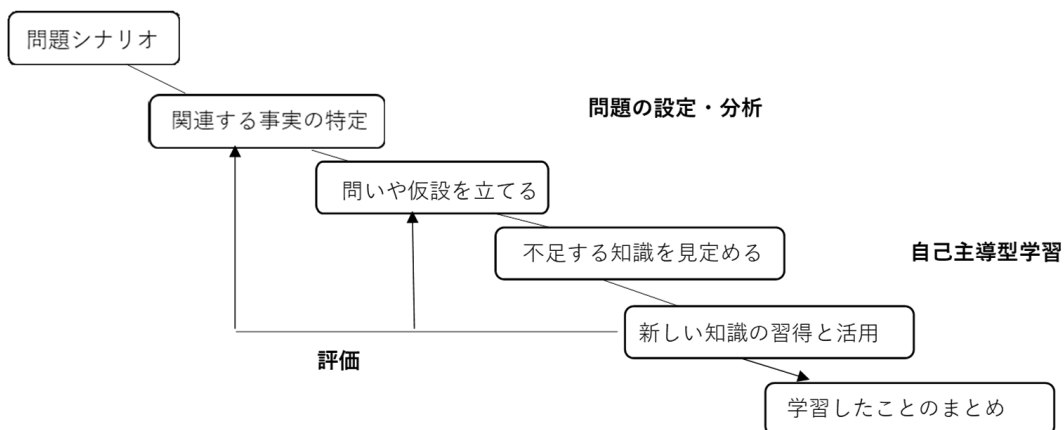 問題シナリオ
関連する事実の特定
問題の設定・分析
問いや仮設を立てる
不足する知識を見定める
自己主導型学習
新しい知識の習得と活用
評価
学習したことのまとめ